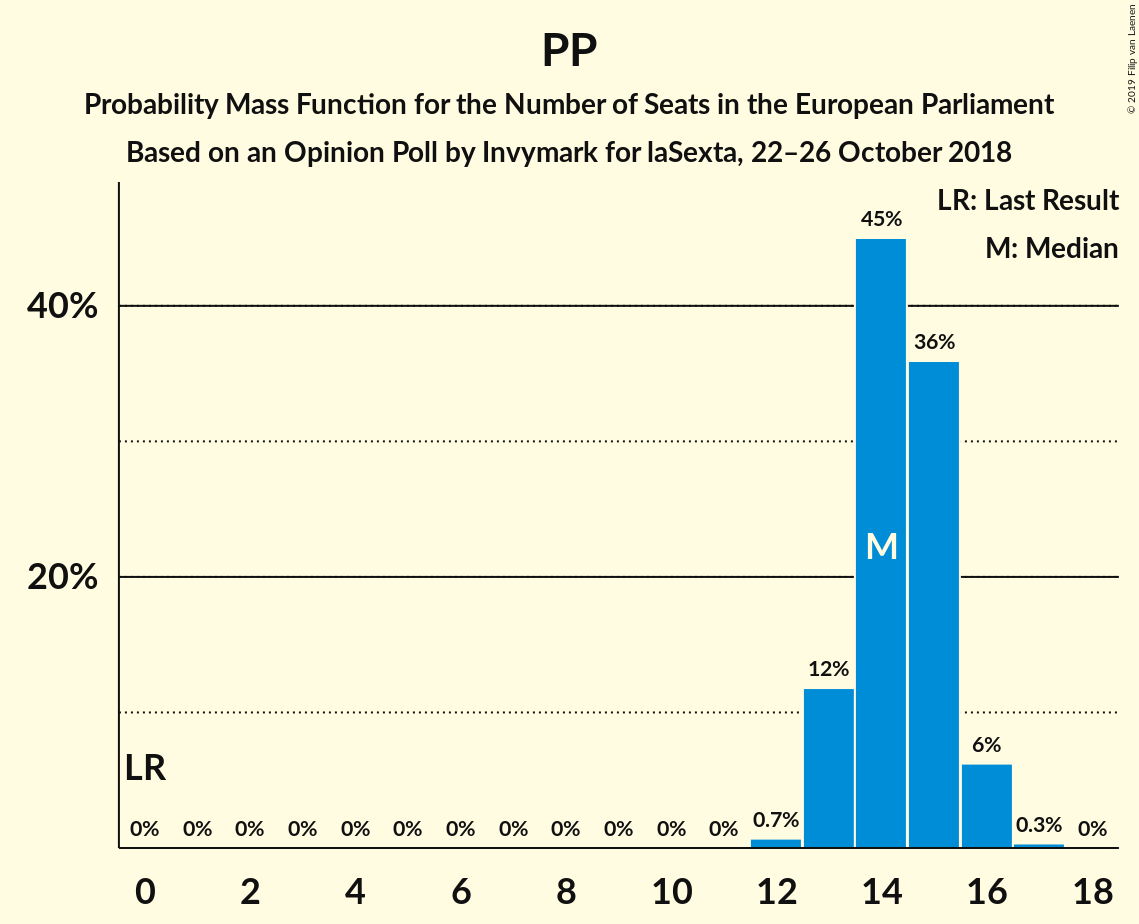 PP
Probability Mass Function for the Number of Seats in the European Parliament
Based on an Opinion Poll by Invymark for laSexta, 22–26 October 2018
© 2019 Filip van Laenen
LR: Last Result
M: Median
45%
40%
36%
M
20%
12%
6%
LR
0% 0% 0% 0% 0% 0% 0% 0% 0% 0% 0% 0% 0.7% 0.3% 0%
0 2 4 6 8 10 12 14 16 18